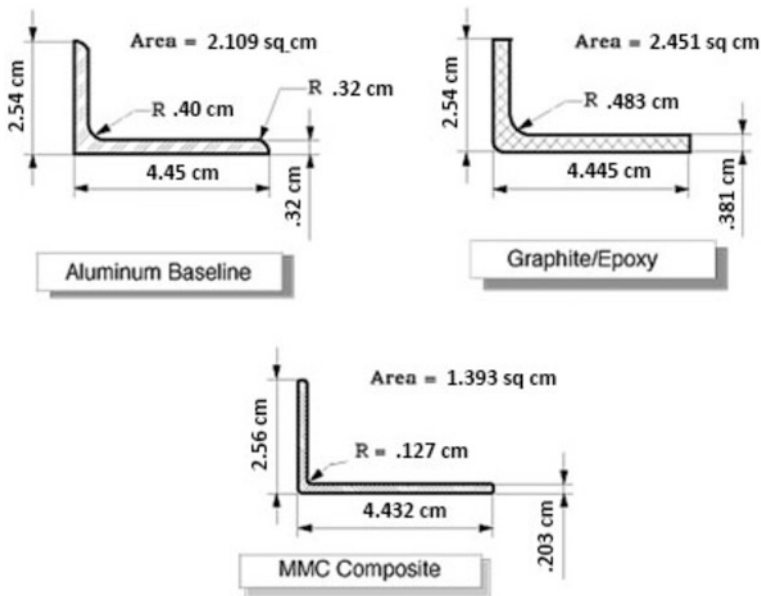 Area = 2.109 sq cm
2.54 cm
R .40 cm
R .32 cm
4.45 cm
.32 cm
Aluminum Baseline
Area = 2.451 sq cm
2.54 cm
R .483 cm
4.445 cm
.381 cm
Graphite/Epoxy
Area = 1.393 sq cm
2.56 cm
R = .127 cm
4.432 cm
.203 cm
MMC Composite